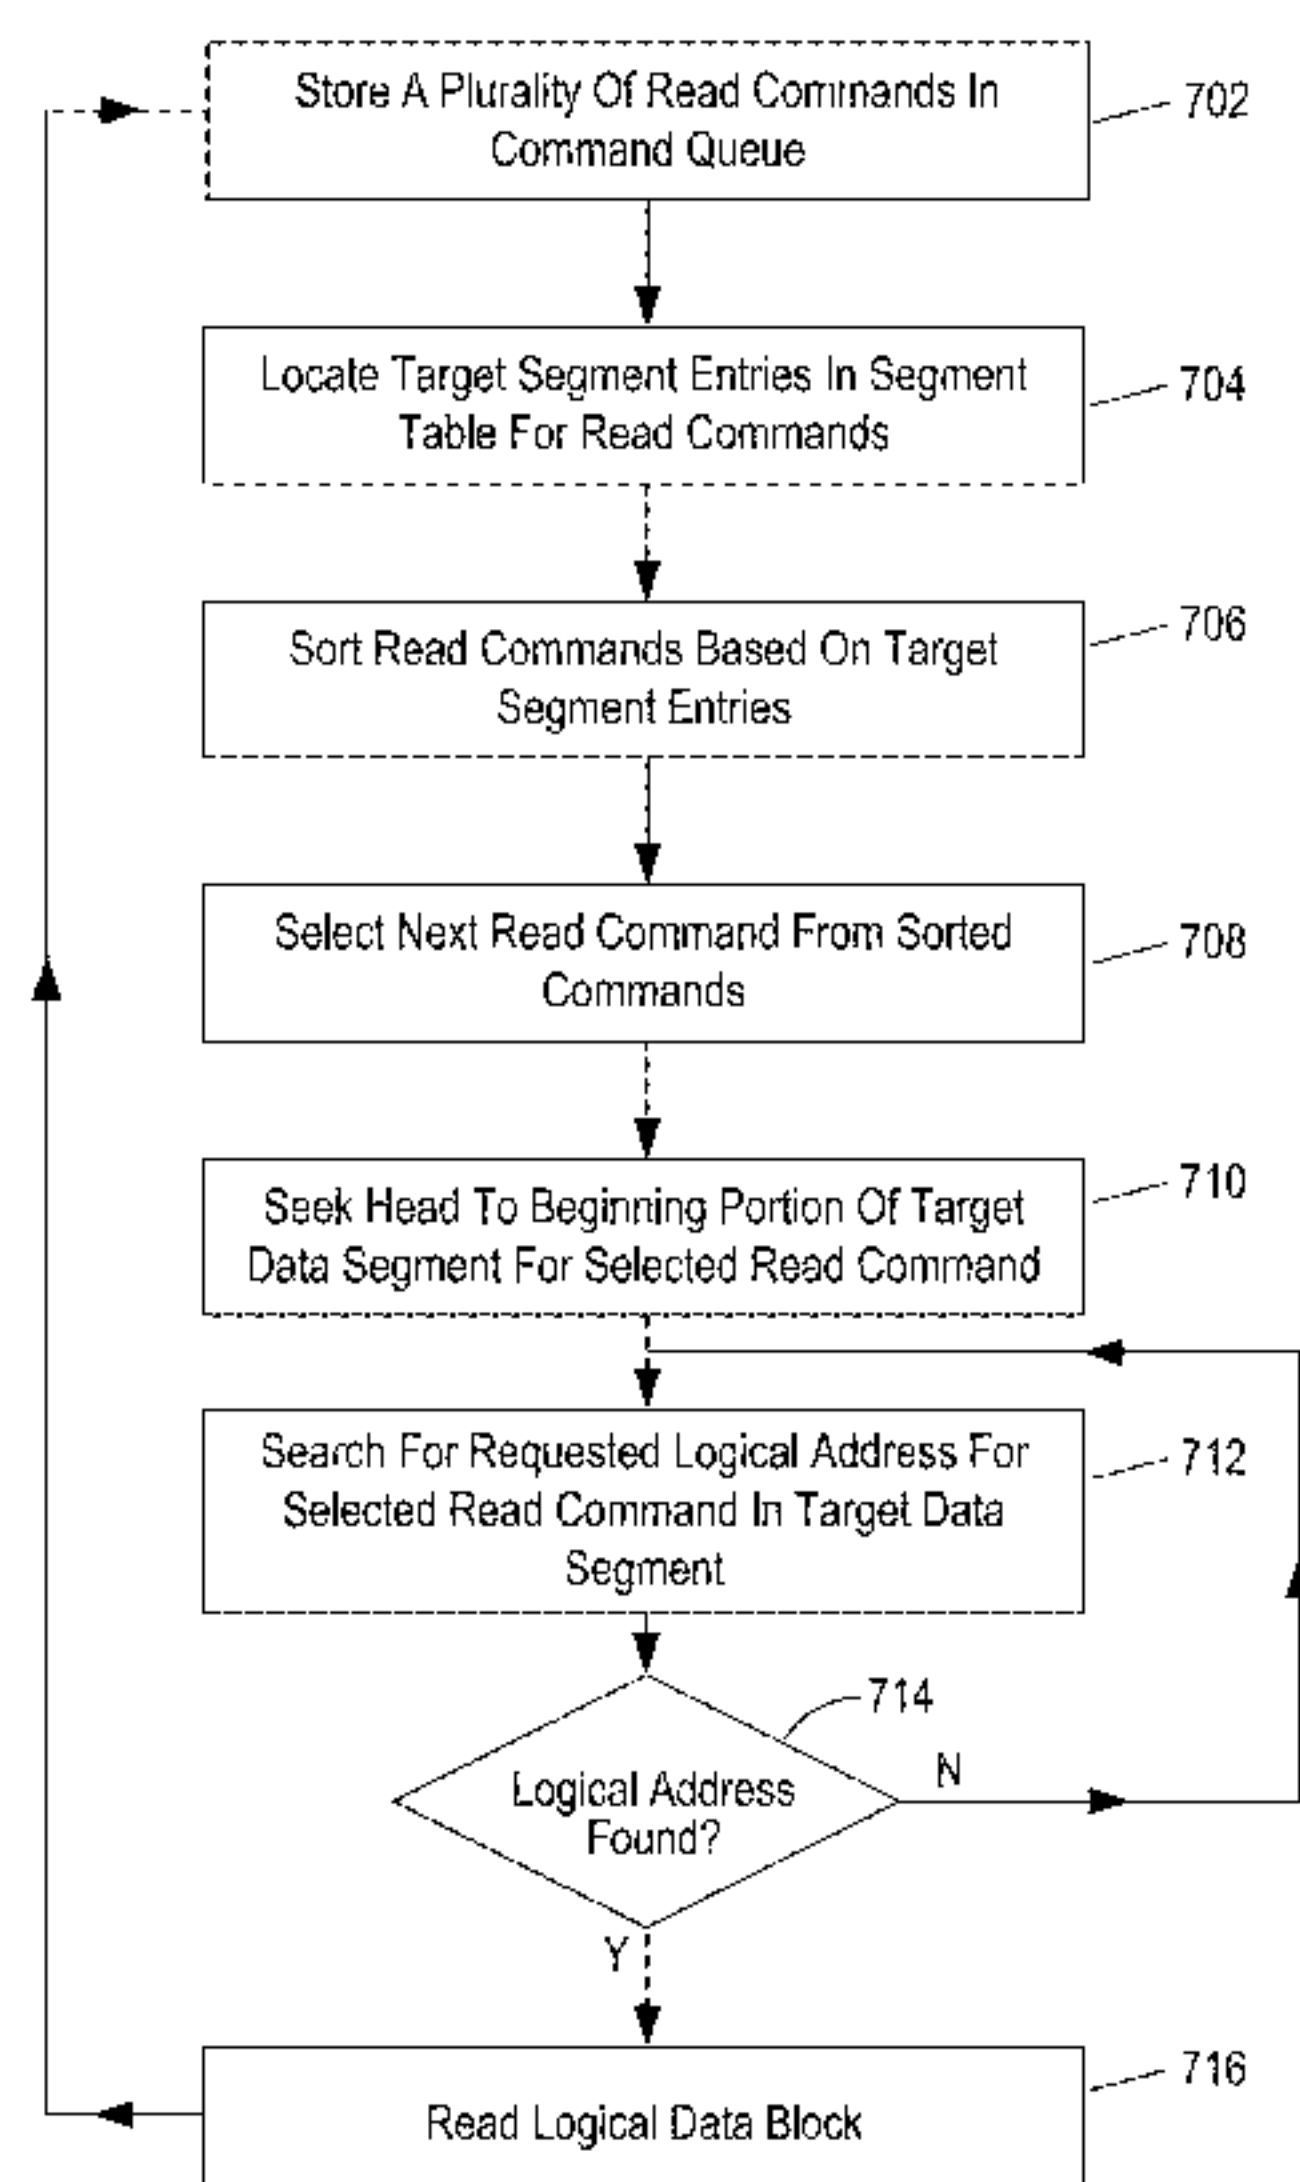 Store A Plurality Of Read Commands In
Command Queue
702
Locate Target Segment Entries In Segment
Table For Read Commands
704
Sort Read Commands Based On Target
Segment Entries
706
Select Next Read Command From Sorted
Commands
708
Seek Head To Beginning Portion Of Target
Data Segment For Selected Read Command
710
Search For Requested Logical Address For
Selected Read Command In Target Data
Segment
712
714
Logical Address
Found?
N
Y
Read Logical Data Block
716